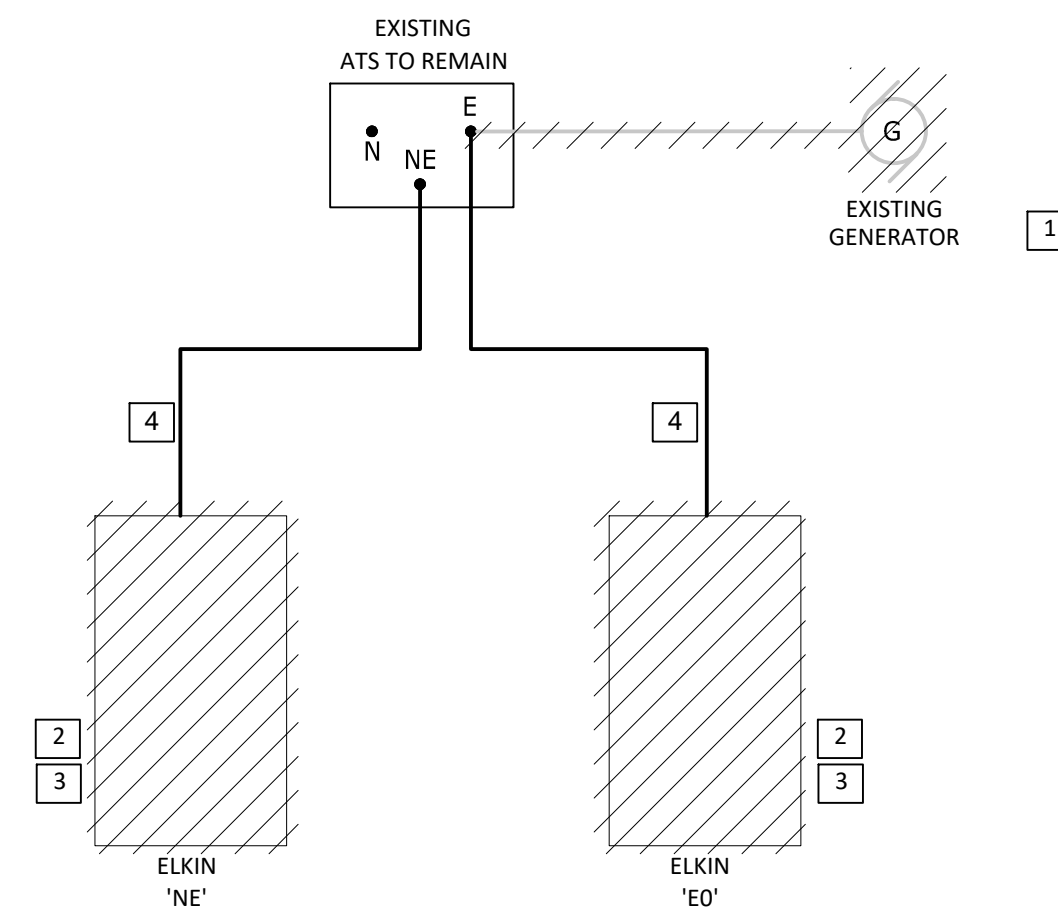 EXISTING
ATS TO REMAIN
E
N
NE
G
EXISTING
GENERATOR
1
4
4
2
3
2
3
ELKIN
'NE'
ELKIN
'E0'